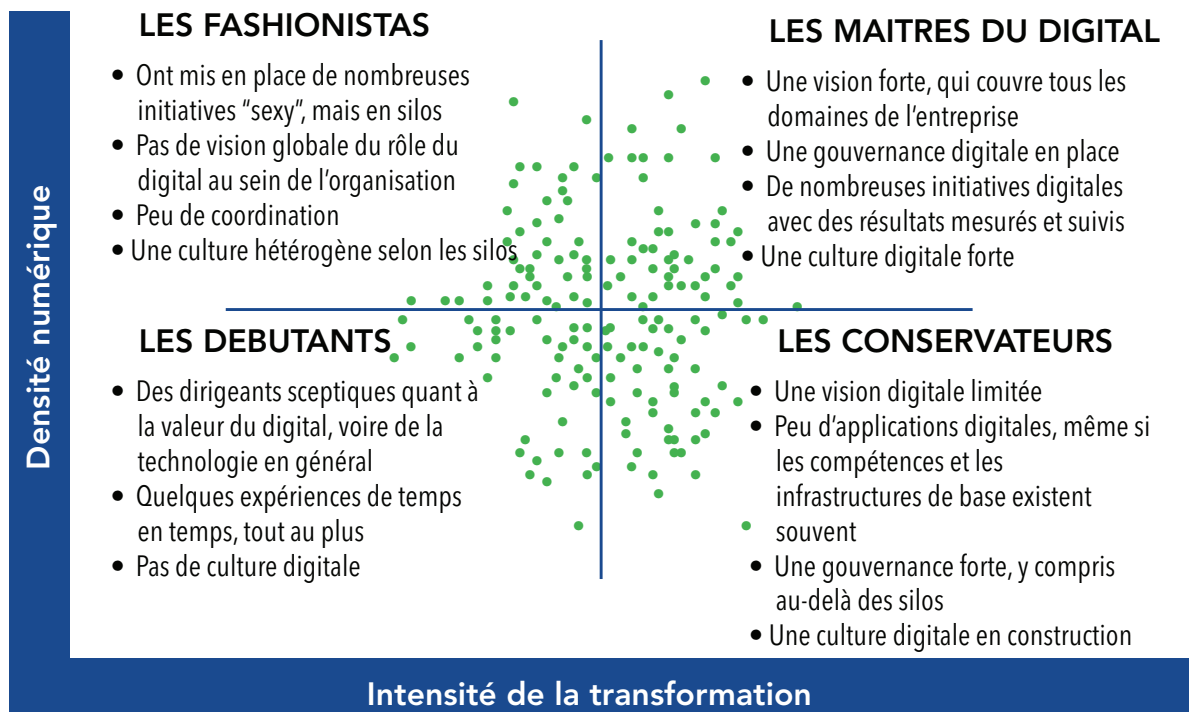 LES FASHIONISTAS
• Ont mis en place de nombreuses
initiatives “sexy”, mais en silos
• Pas de vision globale du rôle du
digital au sein de l’organisation
• Peu de coordination
• Une culture hétérogène selon les silos
LES MAITRES DU DIGITAL
• Une vision forte, qui couvre tous les
domaines de l’entreprise
• Une gouvernance digitale en place
• De nombreuses initiatives digitales
avec des résultats mesurés et suivis
• Une culture digitale forte
Densité numérique
LES DEBUTANTS
• Des dirigeants sceptiques quant à
la valeur du digital, voire de la
technologie en général
• Quelques expériences de temps
en temps, tout au plus
• Pas de culture digitale
LES CONSERVATEURS
• Une vision digitale limitée
• Peu d’applications digitales, même si
les compétences et les
infrastructures de base existent
souvent
• Une gouvernance forte, y compris
au-delà des silos
• Une culture digitale en construction
Intensité de la transformation